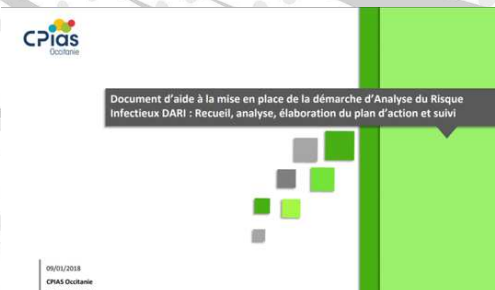 CPias
Occitanie
Document d'aide à la mise en place de la démarche d'Analyse du Risque
Infectieux DARI : Recueil, analyse, élaboration du plan d'action et suivi
09/01/2018
CPIAS Occitanie